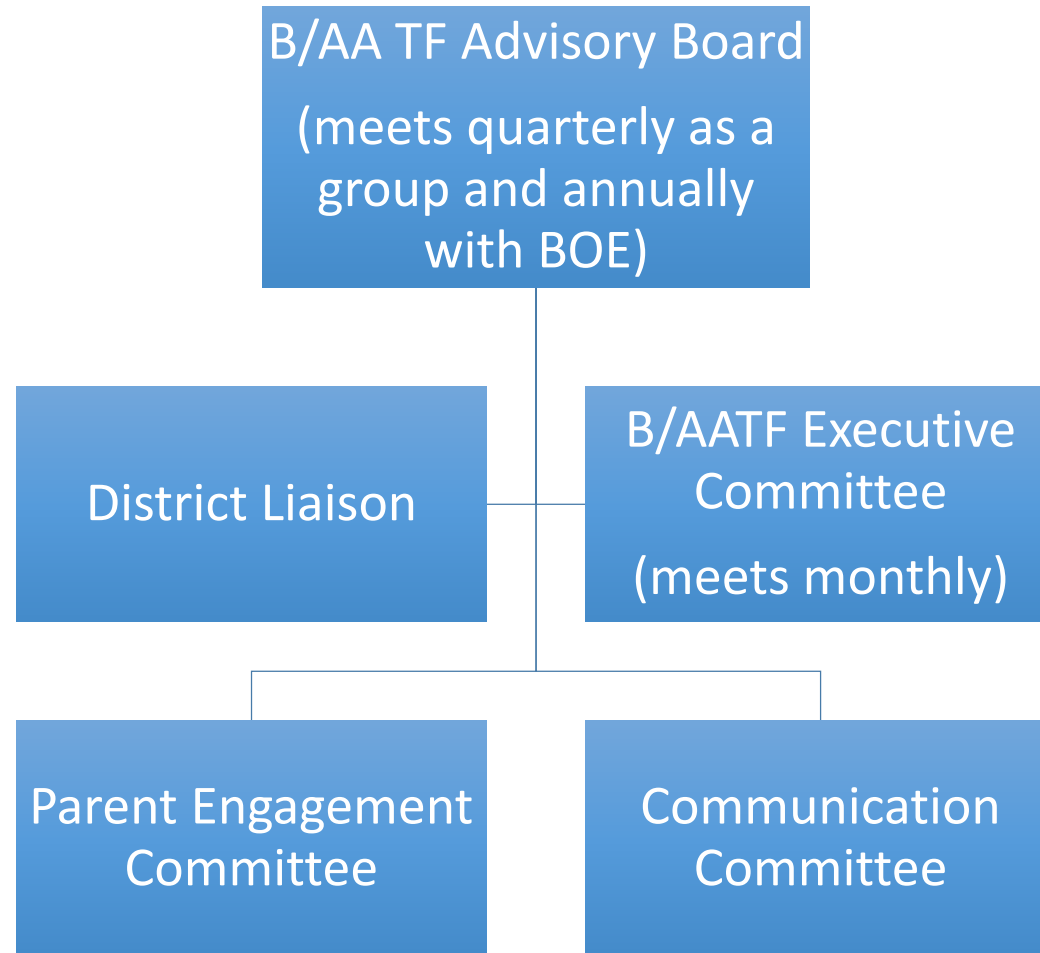 B/AA TF Advisory Board
(meets quarterly as a
group and annually
with BOE)
District Liaison
B/AATF Executive
Committee
(meets monthly)
Parent Engagement
Committee
Communication
Committee